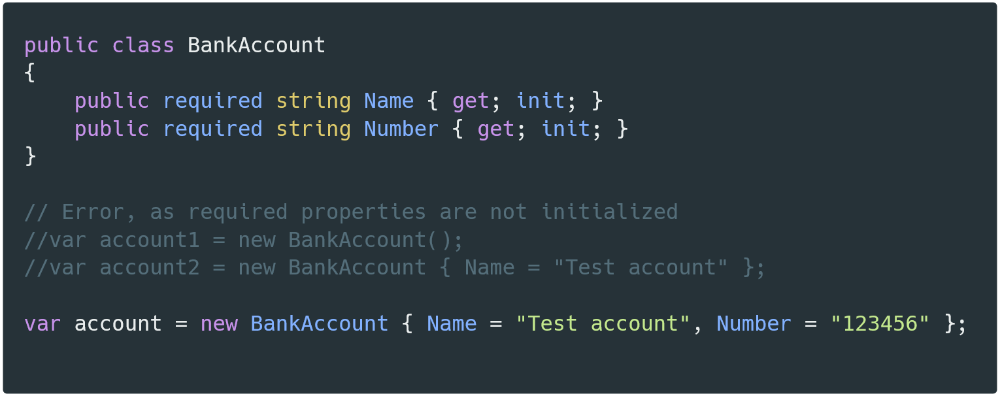 public class BankAccount
{
    public required string Name { get; init; }
    public required string Number { get; init; }
}

// Error, as required properties are not initialized
//var account1 = new BankAccount();
//var account2 = new BankAccount { Name = "Test account" };

var account = new BankAccount { Name = "Test account", Number = "123456" };